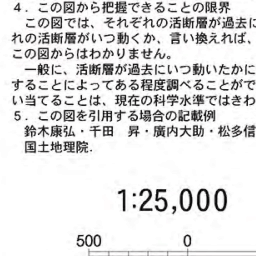 ４．この図から把握できることの限界
この図では、それぞれの活断層が過去に
れの活断層がいつ動くか、言い換えれば、
この図からはわかりません。
一般に、活断層が過去にいつ動いたかに
することによってある程度調べることがで
い当てることは、現在の科学水準ではきわ
５．この図を引用する場合の記載例
鈴木康弘・千田　昇・廣内大助・松多信
国土地理院.
1:25,000
500 0